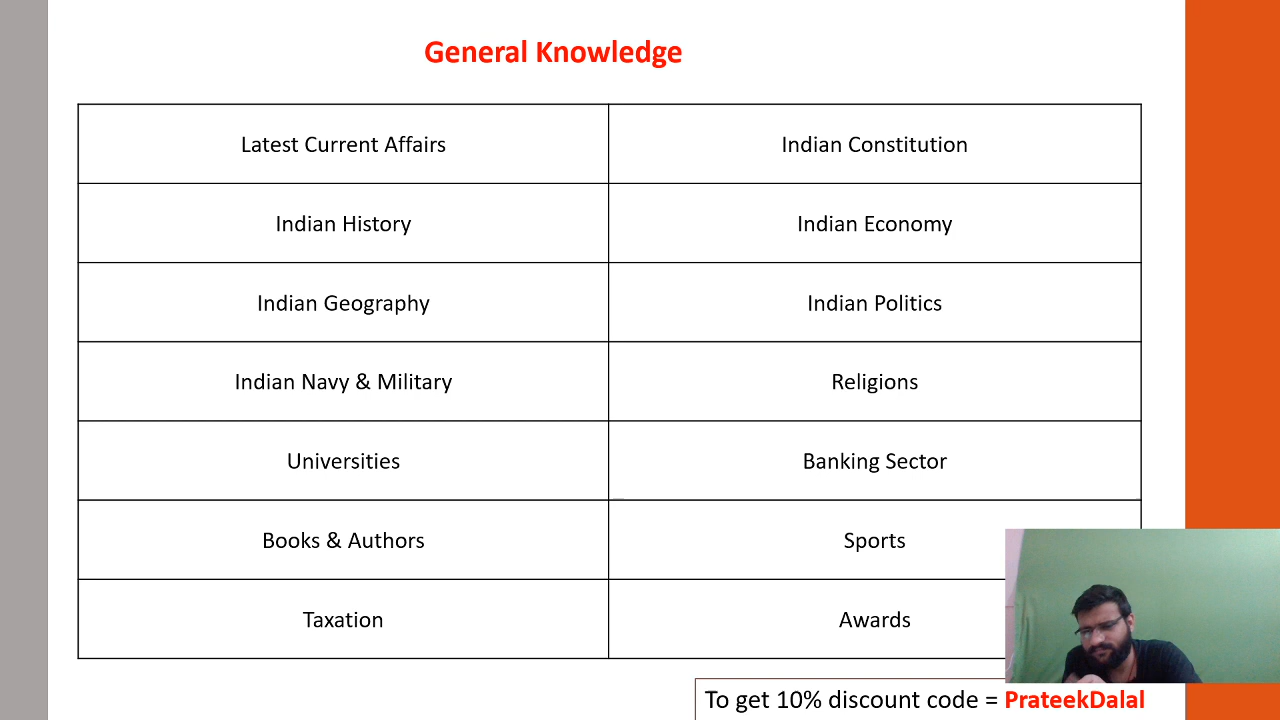 General Knowledge
Latest Current Affairs
Indian Constitution
Indian History
Indian Economy
Indian Geography
Indian Politics
Indian Navy & Military
Religions
Universities
Banking Sector
Books & Authors
Sports
Taxation
Awards
To get 10% discount code = PrateekDalal